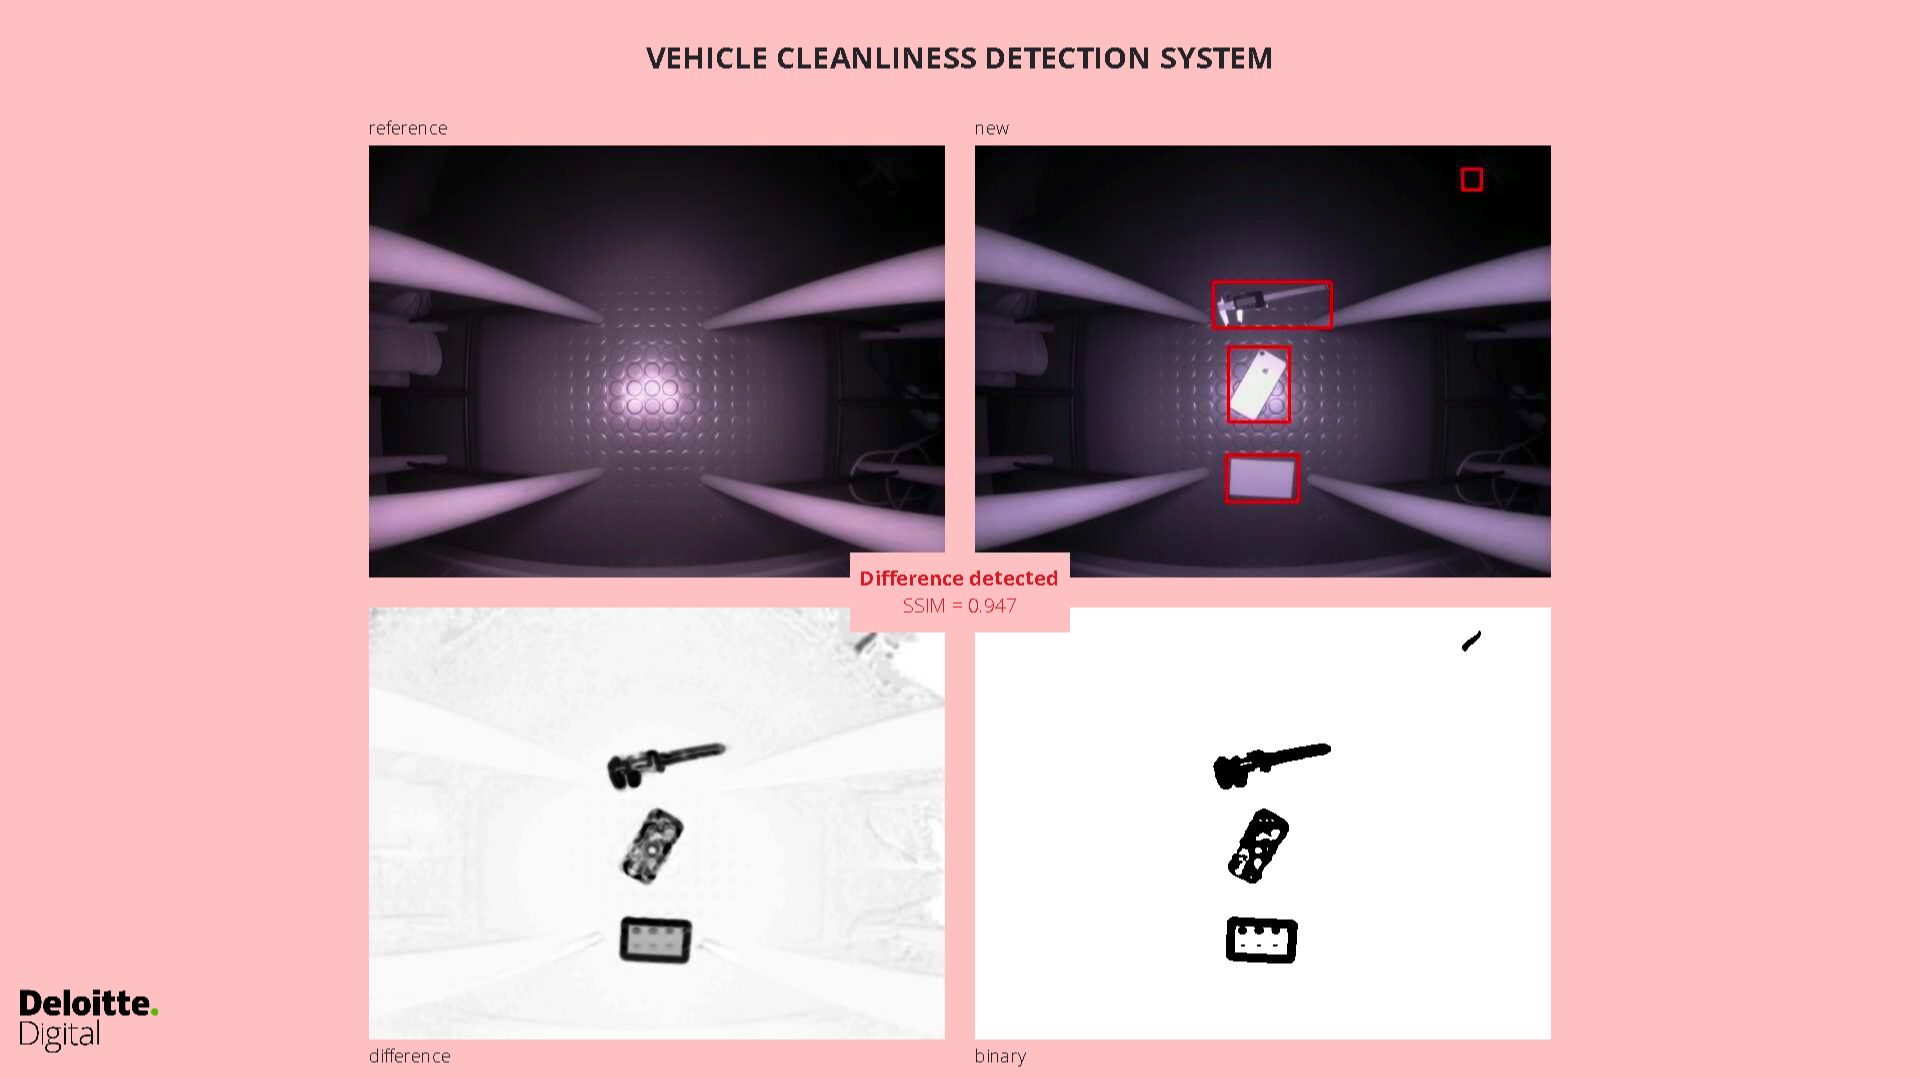 VEHICLE CLEANLINESS DETECTION SYSTEM
reference
new
Difference detected
SSIM = 0.947
difference
binary
Deloitte.
Digital